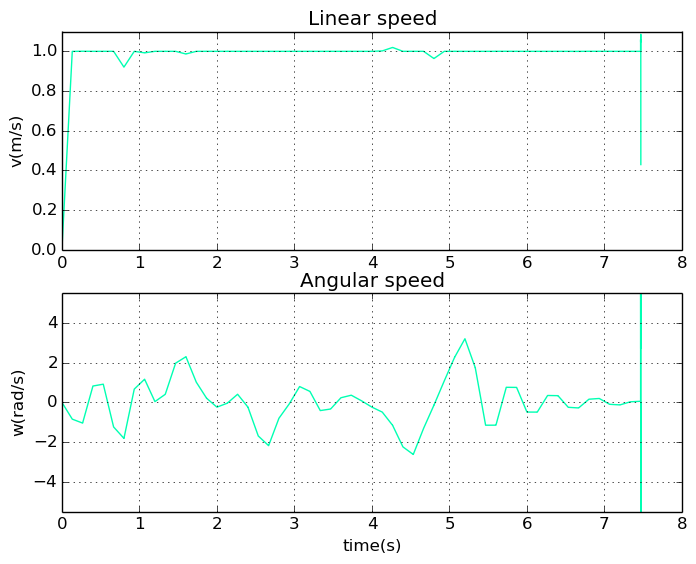 Linear speed
v(m/s)
1.0
0.8
0.6
0.4
0.2
0.0
0 1 2 3 4 5 6 7 8
Angular speed
w(rad/s)
4
2
0
−2
−4
0 1 2 3 4 5 6 7 8
time(s)